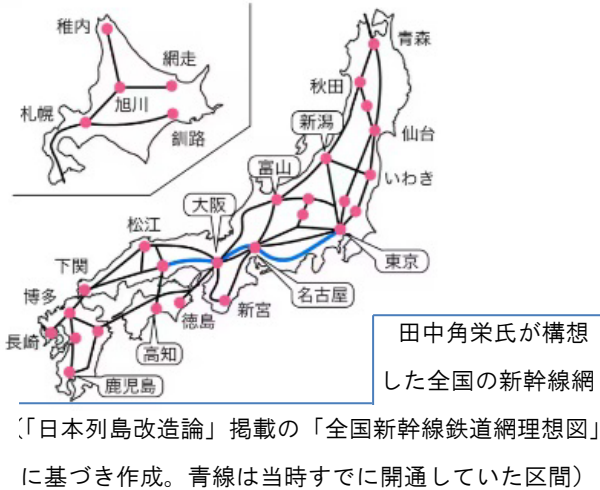 稚内
網走
旭川
札幌
釧路
青森
秋田
仙台
新潟
いわき
富山
大阪
松江
東京
下関
名古屋
博多
新宮
徳島
長崎
高知
鹿児島
田中角栄氏が構想
した全国の新幹線網
(「日本列島改造論」掲載の「全国新幹線鉄道網理想図」
に基づき作成。青線は当時すでに開通していた区間）